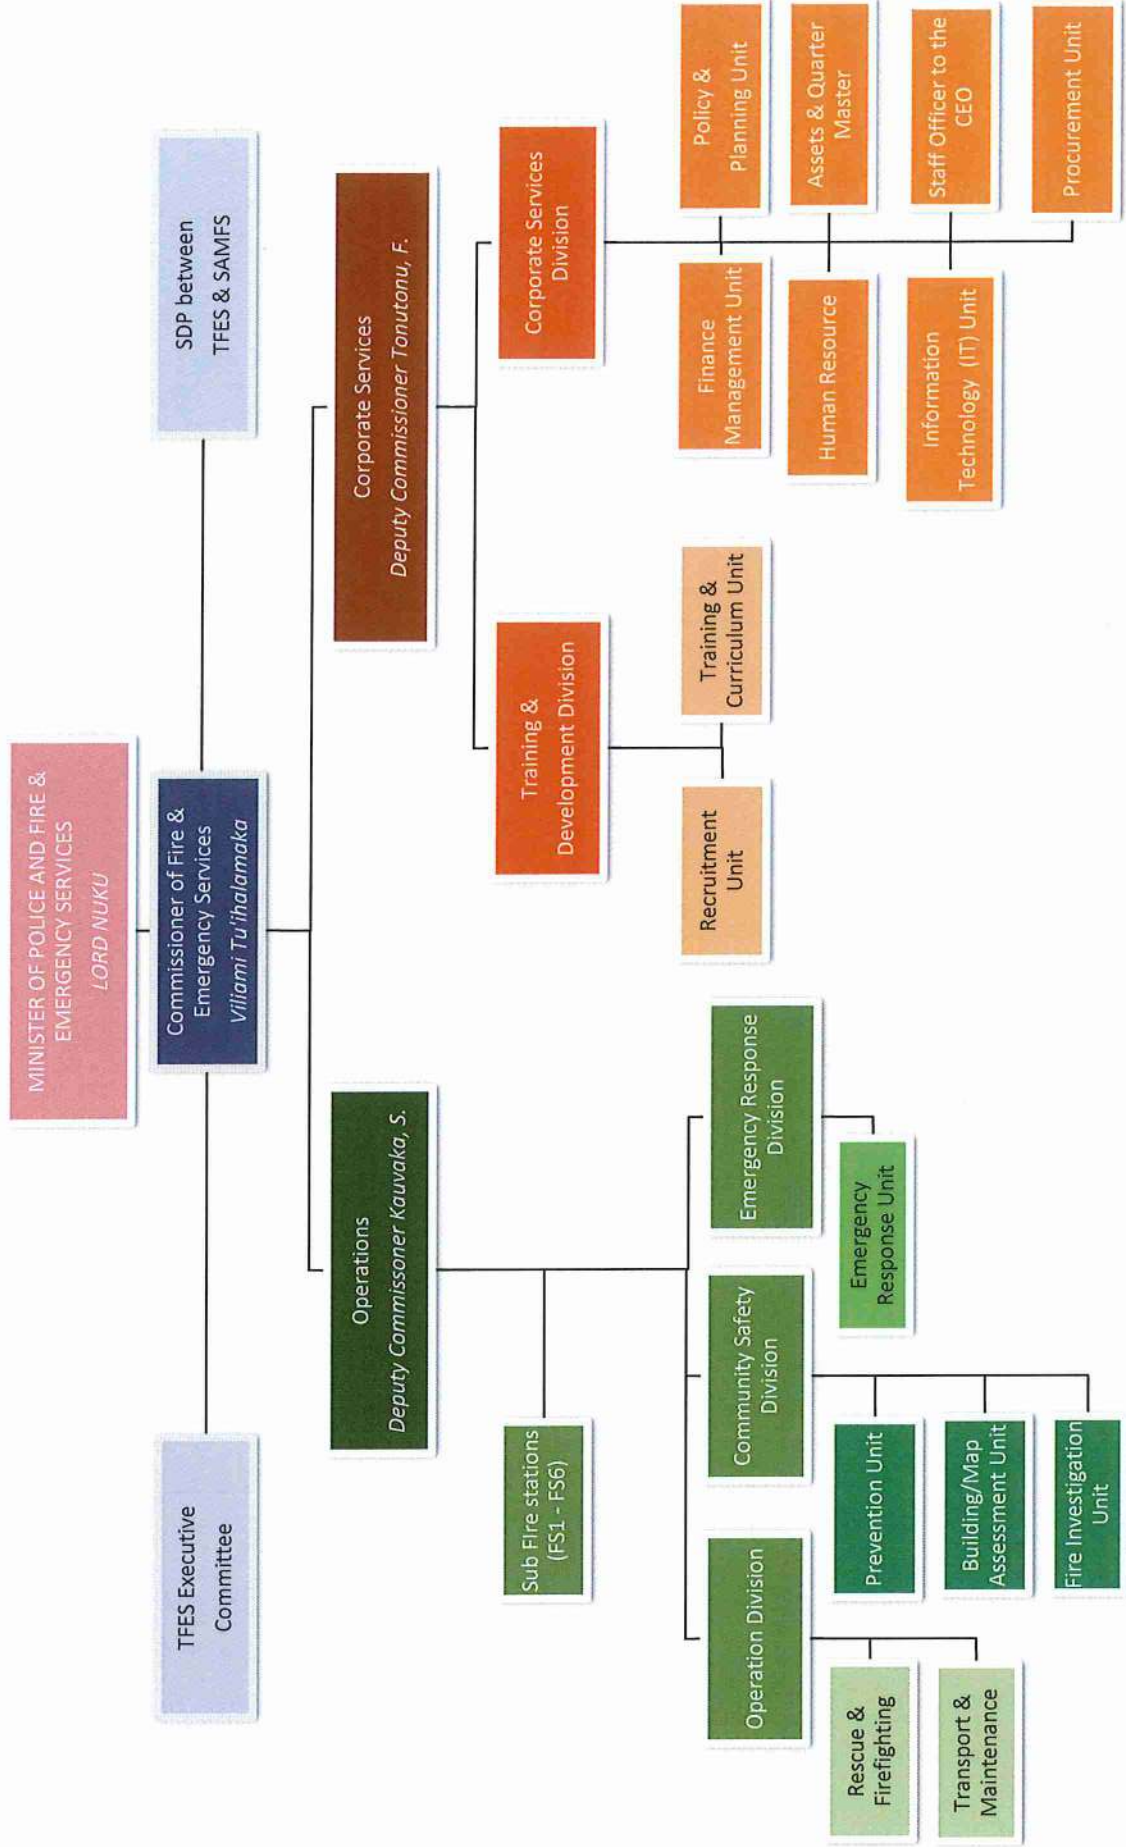 MINISTER OF POLICE AND FIRE &
EMERGENCY SERVICES
LORD NUKU
TFES Executive
Committee
Commissioner of Fire &
Emergency Services
Viliami Tu'ihalamaka
SDP between
TFES & SAMFS
Operations
Deputy Commissoner Kauvaka, S.
Corporate Services
Deputy Commissioner Tonutonu, F.
Sub FIre stations
(FS1 - FS6)
Training &
Development Division
Corporate Services
Division
Operation Division
Community Safety
Division
Emergency Response
Division
Recruitment
Unit
Training &
Curriculum Unit
Finance
Management Unit
Policy &
Planning Unit
Human Resource
Assets & Quarter
Master
Information
Technology (IT) Unit
Staff Officer to the
CEO
Procurement Unit
Rescue &
Firefighting
Transport &
Maintenance
Prevention Unit
Building/Map
Assessment Unit
Fire Investigation
Unit
Emergency
Response Unit